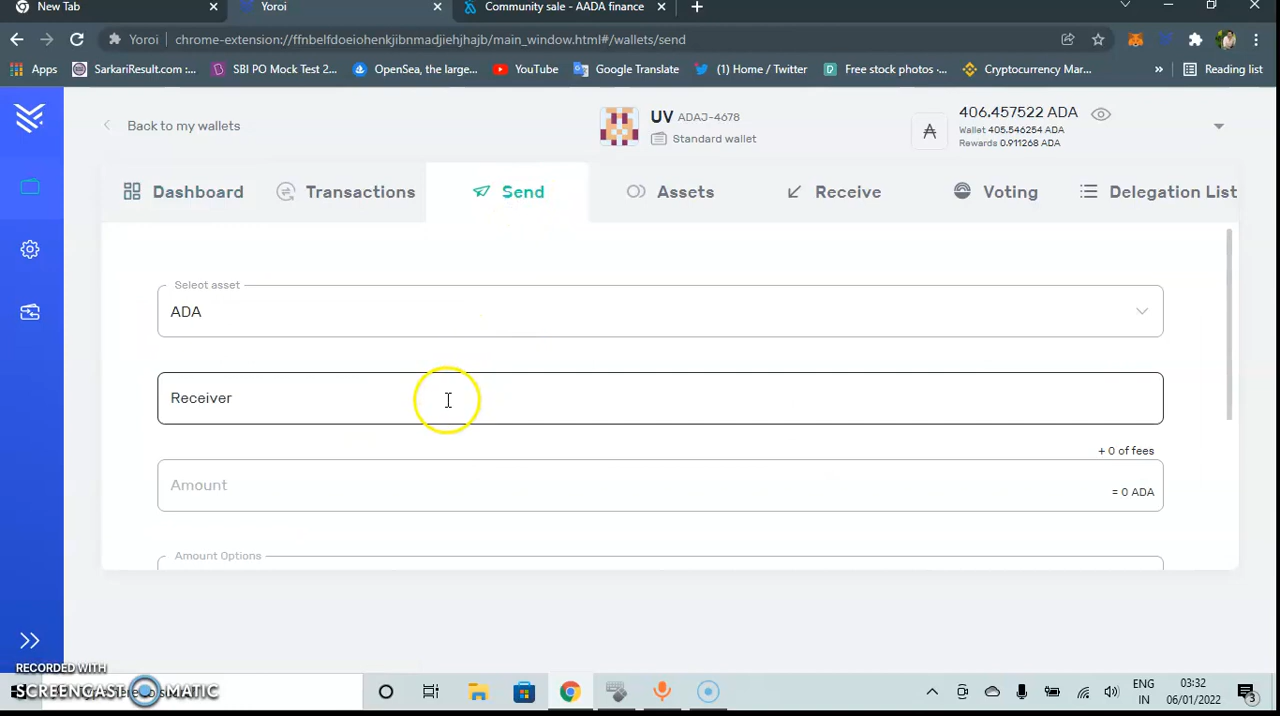 New Tab
Yoroi
Community sale - AADA finance
Yoroi chrome-extension://ffnbelfdoeiohenkjibnmadjiehjhajb/main_window.html#/wallets/send
Apps
SarkariResult.com :...
SBI PO Mock Test 2...
OpenSea, the large...
YouTube
Google Translate
(1) Home / Twitter
Free stock photos -...
Cryptocurrency Mar...
»
Reading list
Back to my wallets
UV ADAJ-4678
Standard wallet
406.457522 ADA
Wallet 405.546254 ADA
Rewards 0.911268 ADA
Dashboard
Transactions
Send
Assets
Receive
Voting
Delegation List
Select asset
ADA
Receiver
+ 0 of fees
Amount
= 0 ADA
Amount Options
RECORDED WITH
SCREENCAST MATIC
ENG
IN
03:32
06/01/2022
3